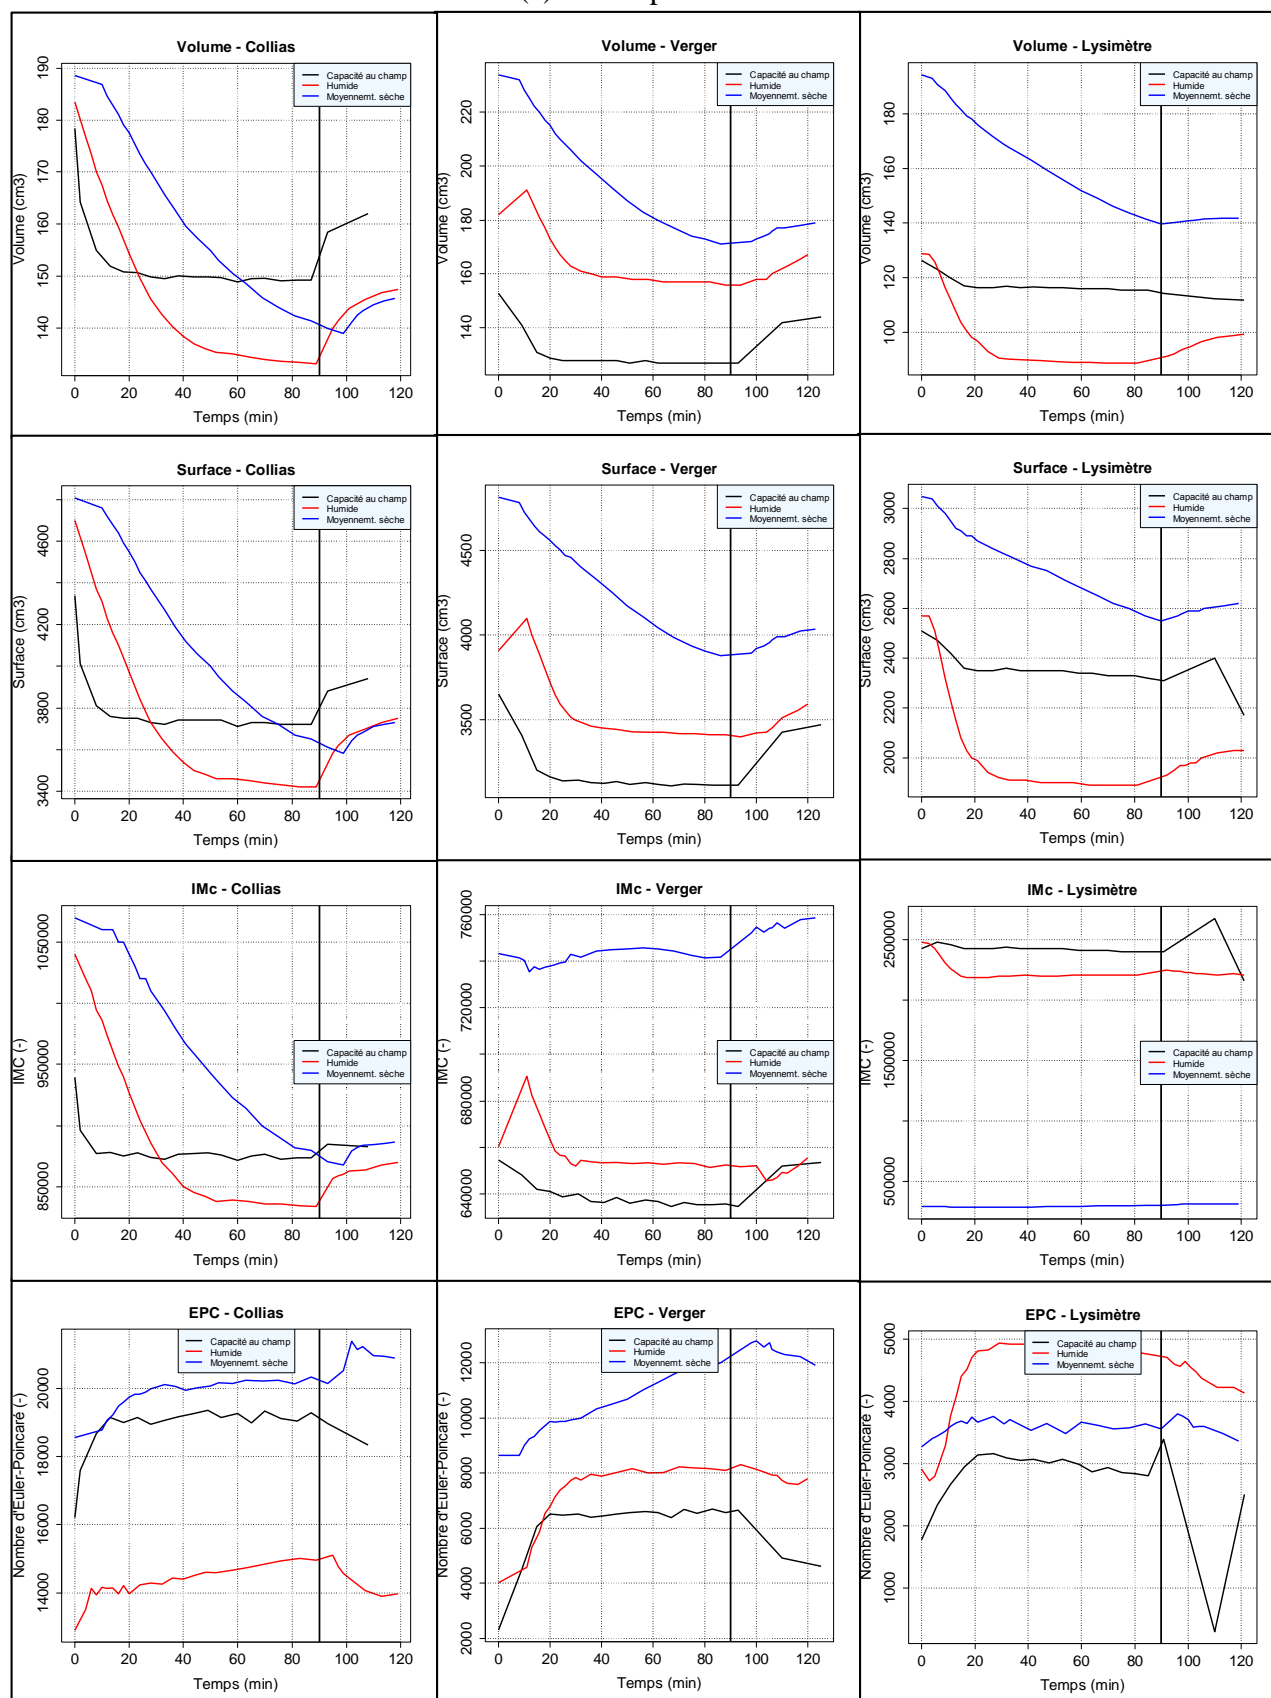 Volume - Collias
Capacité au champ
Humide
Moyennemt. sèche
Volume (cm3)
190
180
170
160
150
140
0 20 40 60 80 100 120
Temps (min)
Volume - Verger
Capacité au champ
Humide
Moyennemt. sèche
Volume (cm3)
220
200
180
160
140
0 20 40 60 80 100 120
Temps (min)
Volume - Lysimètre
Capacité au champ
Humide
Moyennemt. sèche
Volume (cm3)
180
160
140
120
100
0 20 40 60 80 100 120
Temps (min)
Surface - Collias
Capacité au champ
Humide
Moyennemt. sèche
Surface (cm3)
4600
4200
3800
3400
0 20 40 60 80 100 120
Temps (min)
Surface - Verger
Capacité au champ
Humide
Moyennemt. sèche
Surface (cm3)
4500
4000
3500
0 20 40 60 80 100 120
Temps (min)
Surface - Lysimètre
Capacité au champ
Humide
Moyennemt. sèche
Surface (cm3)
3000
2800
2600
2400
2200
2000
0 20 40 60 80 100 120
Temps (min)
IMc - Collias
Capacité au champ
Humide
Moyennemt. sèche
IMC (-)
1050000
950000
850000
0 20 40 60 80 100 120
Temps (min)
IMc - Verger
Capacité au champ
Humide
Moyennemt. sèche
IMC (-)
760000
720000
680000
640000
0 20 40 60 80 100 120
Temps (min)
IMc - Lysimètre
Capacité au champ
Humide
Moyennemt. sèche
IMC (-)
2500000
1500000
500000
0 20 40 60 80 100 120
Temps (min)
EPC - Collias
Capacité au champ
Humide
Moyennemt. sèche
Nombre d'Euler-Poincaré (-)
20000
18000
16000
14000
0 20 40 60 80 100 120
Temps (min)
EPC - Verger
Capacité au champ
Humide
Moyennemt. sèche
Nombre d'Euler-Poincaré (-)
12000
10000
8000
6000
4000
2000
0 20 40 60 80 100 120
Temps (min)
EPC - Lysimètre
Capacité au champ
Humide
Moyennemt. sèche
Nombre d'Euler-Poincaré (-)
5000
4000
3000
2000
1000
0 20 40 60 80 100 120
Temps (min)